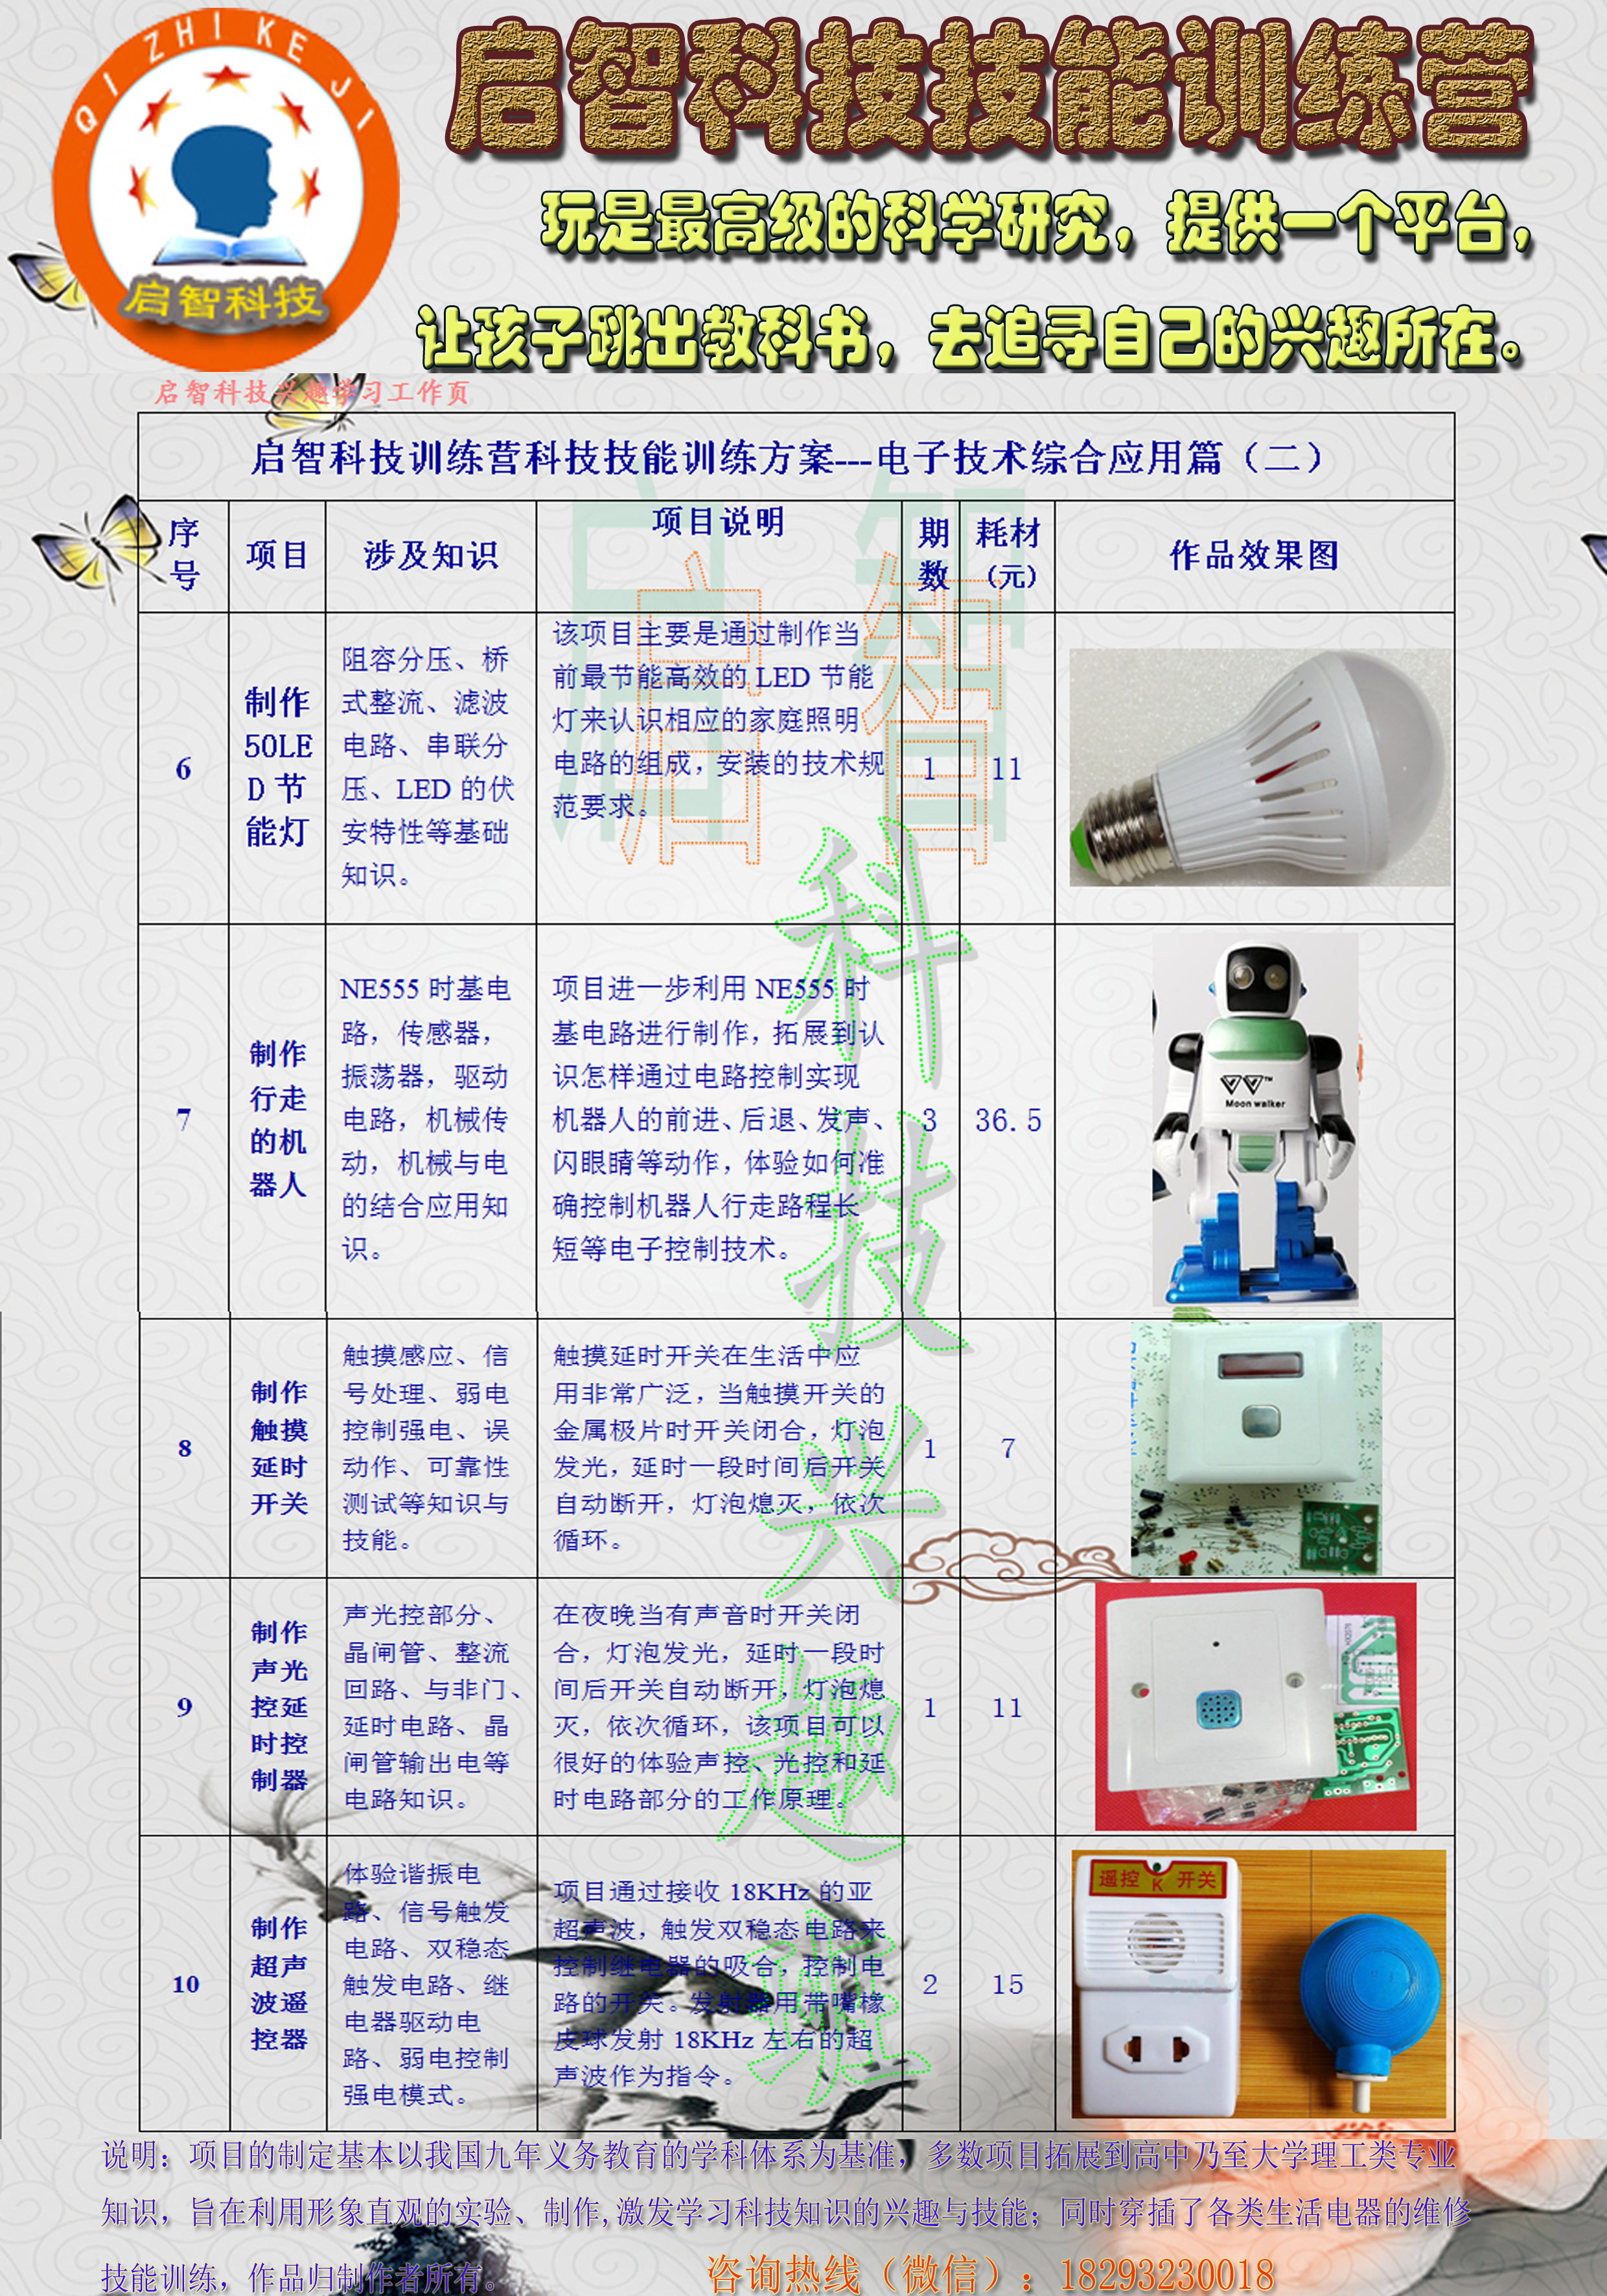 QI ZHI KE JI
启智科技
启智科技技能训练营
玩是最高级的科学研究，提供一个平台，
让孩子跳出教科书，去追寻自己的兴趣所在。
启智科技兴趣学习工作页
启智科技训练营科技技能训练方案---电子技术综合应用篇（二）
序号
项目
涉及知识
项目说明
期数
耗材
(元)
作品效果图
6
制作
50LE
D 节
能灯
阻容分压、桥
式整流、滤波
电路、串联分
压、LED 的伏
安特性等基础
知识。
该项目主要是通过制作当
前最节能高效的 LED 节能
灯来认识相应的家庭照明
电路的组成，安装的技术规
范要求。
1
11
7
制作
行走
的机
器人
NE555 时基电
路，传感器，
振荡器，驱动
电路，机械传
动，机械与电
的结合应用知
识。
项目进一步利用 NE555 时
基电路进行制作，拓展到认
识怎样通过电路控制实现
机器人的前进、后退、发声、
闪眼睛等动作，体验如何准
确控制机器人行走路程长
短等电子控制技术。
3
36.5
Moon walker
8
制作
触摸
延时
开关
触摸感应、信
号处理、弱电
控制强电、误
动作、可靠性
测试等知识与
技能。
触摸延时开关在生活中应
用非常广泛，当触摸开关的
金属极片时开关闭合，灯泡
发光，延时一段时间后开关
自动断开，灯泡熄灭，依次
循环。
1
7
9
制作
声光
控延
时控
制器
声光控部分、
晶闸管、整流
回路、与非门、
延时电路、晶
闸管输出电等
电路知识。
在夜晚当有声音时开关闭
合，灯泡发光，延时一段时
间后开关自动断开，灯泡熄
灭，依次循环，该项目可以
很好的体验声控、光控和延
时电路部分的工作原理。
1
11
10
制作
超声
波遥
控器
体验谐振电
路、信号触发
电路、双稳态
触发电路、继
电器驱动电
路、弱电控制
强电模式。
项目通过接收 18KHz 的亚
超声波，触发双稳态电路来
控制继电器的吸合，控制电
路的开关。发射器用带嘴橡
皮球发射 18KHz 左右的超
声波作为指令。
2
15
遥控 K 开关
启智科技兴趣班
说明：项目的制定基本以我国九年义务教育的学科体系为基准，多数项目拓展到高中乃至大学理工类专业
知识，旨在利用形象直观的实验、制作,激发学习科技知识的兴趣与技能；同时穿插了各类生活电器的维修
技能训练，作品归制作者所有。
咨询热线（微信）：18293230018